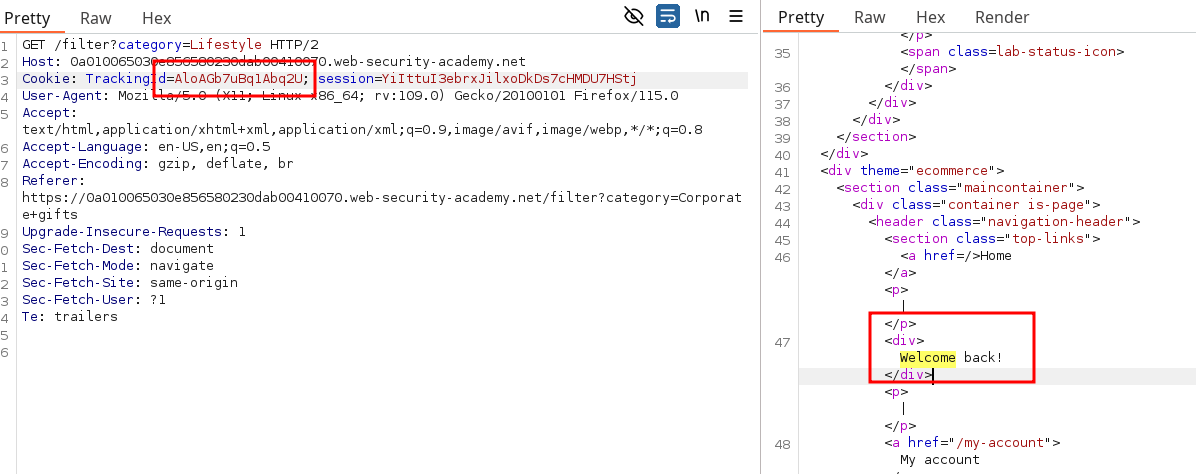 Pretty Raw Hex
\n
1 GET /filter?category=Lifestyle HTTP/2
2 Host: 0a010065030e856580230dab00410070.web-security-academy.net
3 Cookie: TrackingId=AloAGb7uBq1Abq2U; session=YiIttuI3ebrxJilxoDkDs7cHMDU7HStj
4 User-Agent: Mozilla/5.0 (X11; Linux x86_64; rv:109.0) Gecko/20100101 Firefox/115.0
5 Accept:
text/html,application/xhtml+xml,application/xml;q=0.9,image/avif,image/webp,*/*;q=0.8
6 Accept-Language: en-US,en;q=0.5
7 Accept-Encoding: gzip, deflate, br
8 Referer:
https://0a010065030e856580230dab00410070.web-security-academy.net/filter?category=Corporat
e+gifts
9 Upgrade-Insecure-Requests: 1
0 Sec-Fetch-Dest: document
1 Sec-Fetch-Mode: navigate
2 Sec-Fetch-Site: same-origin
3 Sec-Fetch-User: ?1
4 Te: trailers
5
6
Pretty Raw Hex Render
</p>
35 <span class=lab-status-icon>
</span>
36 </div>
37 </div>
38 </div>
39 </section>
40 </div>
41 <div theme="ecommerce">
42 <section class="maincontainer">
43 <div class="container is-page">
44 <header class="navigation-header">
45 <section class="top-links">
46 <a href=/>Home
</a>
<p>
|
</p>
47 <div>
Welcome back!
</div>
<p>
|
</p>
48 <a href="/my-account">
My account